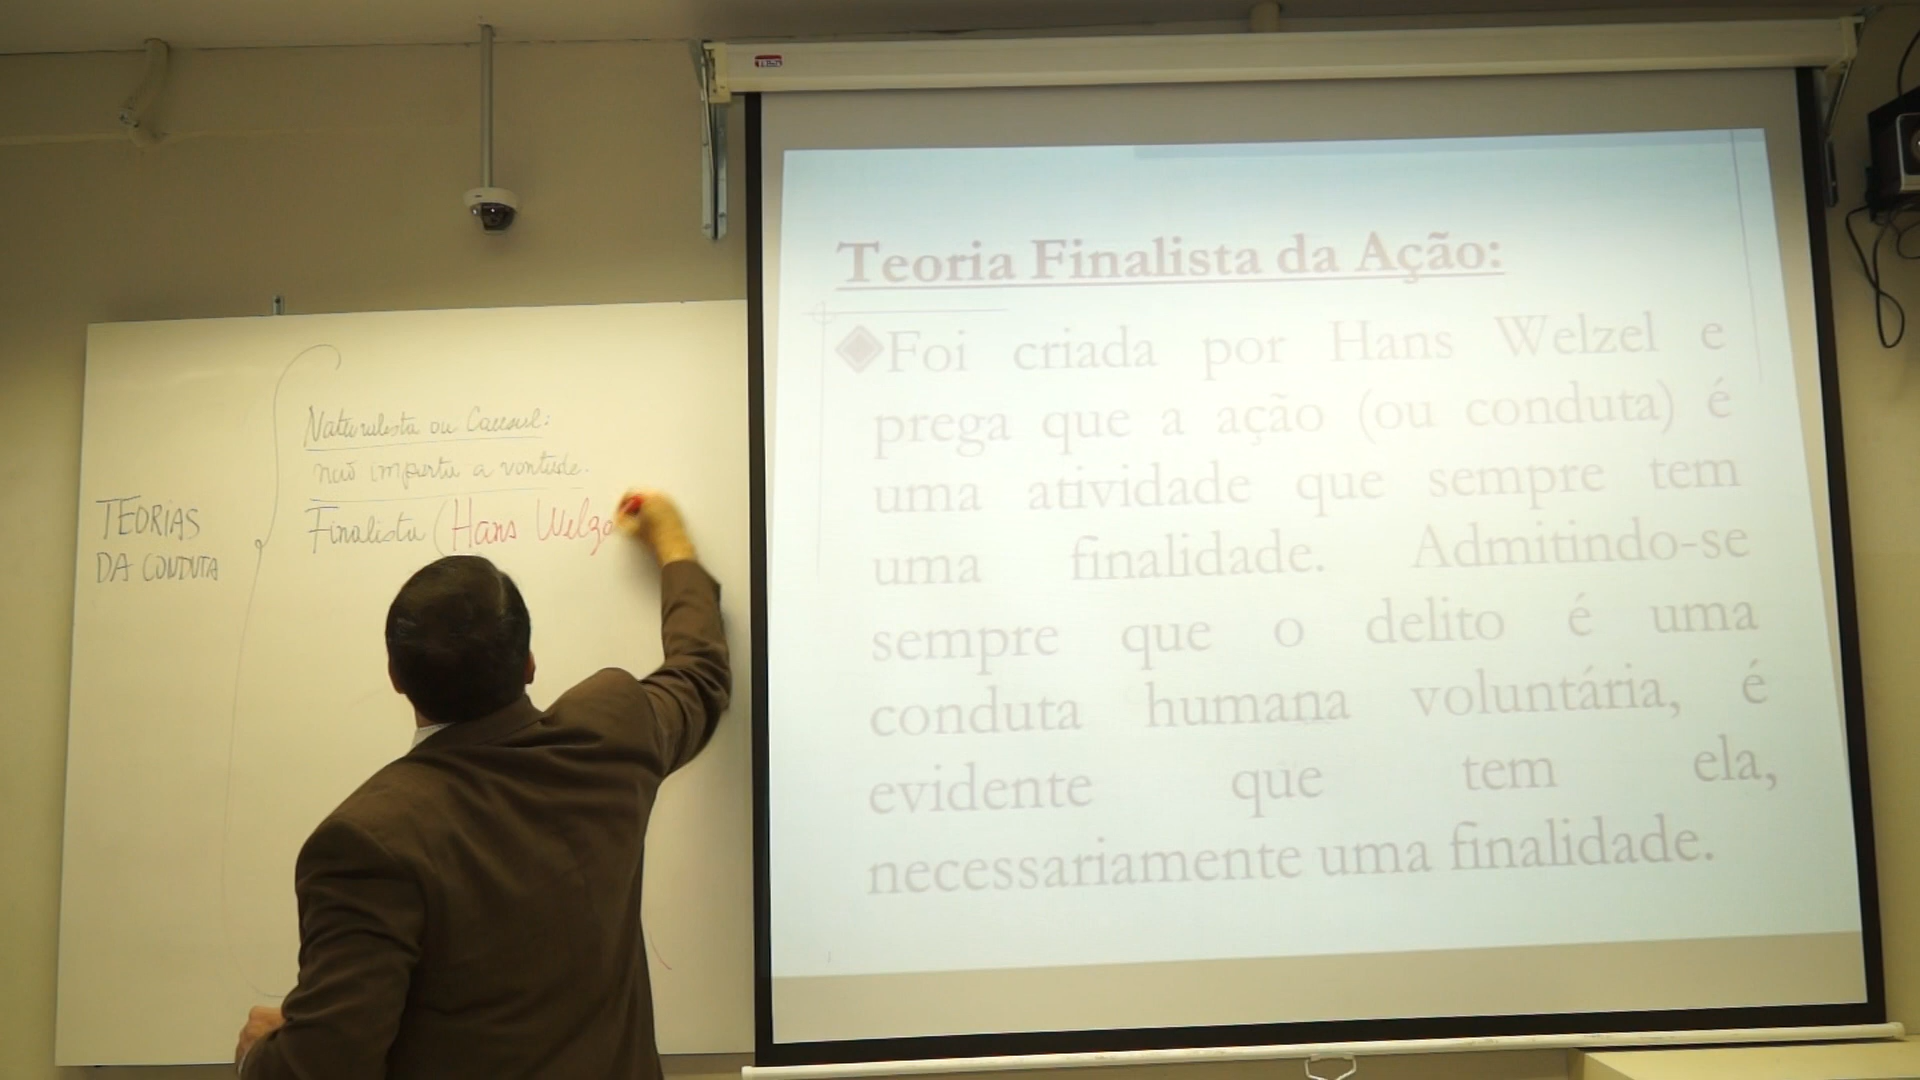 TEORIAS
DA CONDUTA
Naturalista ou Causal:
não importa a vontade.
Finalista (Hans Welze
Teoria Finalista da Ação:
Foi criada por Hans Welzel e
prega que a ação (ou conduta) é
uma atividade que sempre tem
uma finalidade. Admitindo-se
sempre que o delito é uma
conduta humana voluntária, é
evidente que tem ela,
necessariamente uma finalidade.